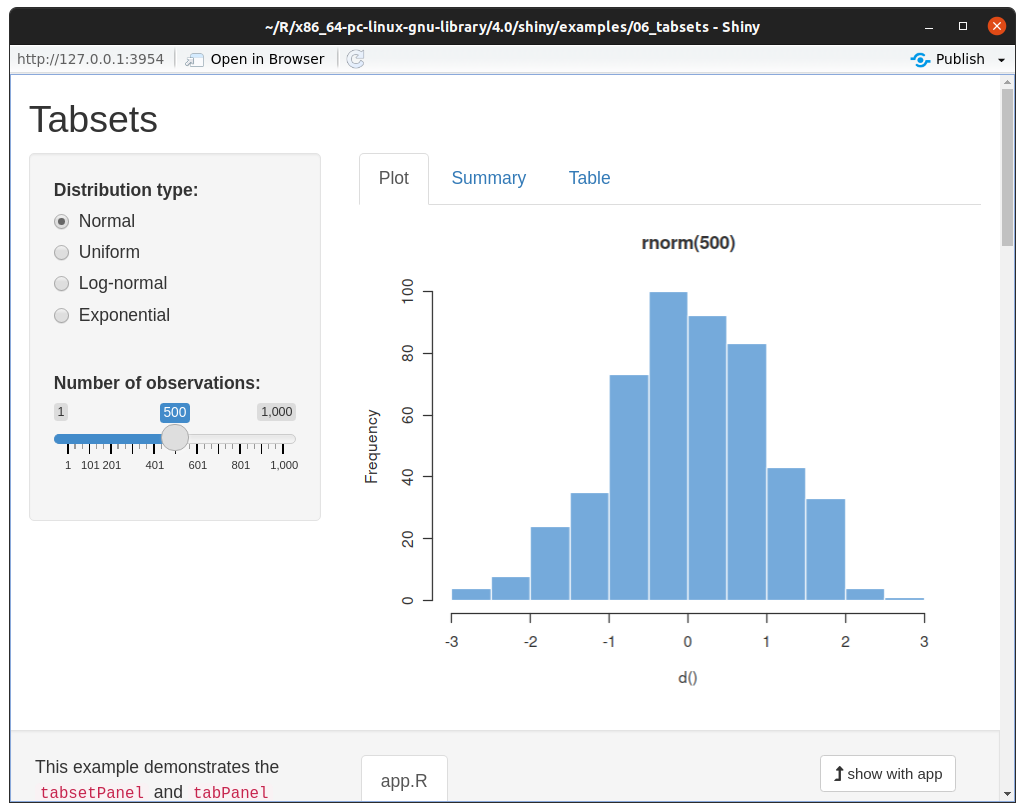 ~/R/x86_64-pc-linux-gnu-library/4.0/shiny/examples/06_tabsets - Shiny
http://127.0.0.1:3954 Open in Browser Publish
Tabsets
Distribution type:
Normal
Uniform
Log-normal
Exponential
Number of observations:
1 500 1,000
1 101 201 401 601 801 1,000
Plot Summary Table
rnorm(500)
Frequency
100
80
60
40
20
0
-3 -2 -1 0 1 2 3
d()
This example demonstrates the
tabsetPanel and tabPanel
app.R
show with app